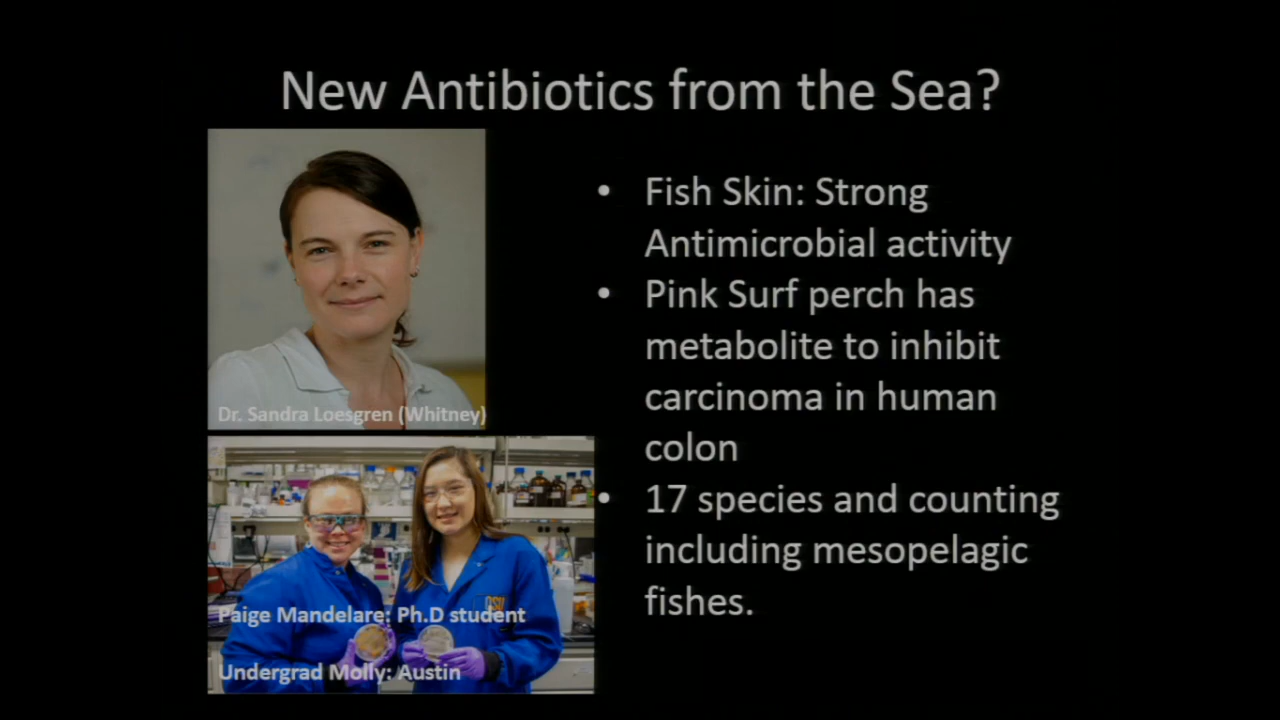 New Antibiotics from the Sea?
Dr. Sandra Loesgren (Whitney)
Paige Mandelare: Ph.D student
OSU
Undergrad Molly: Austin
• Fish Skin: Strong
Antimicrobial activity
• Pink Surf perch has
metabolite to inhibit
carcinoma in human
colon
• 17 species and counting
including mesopelagic
fishes.